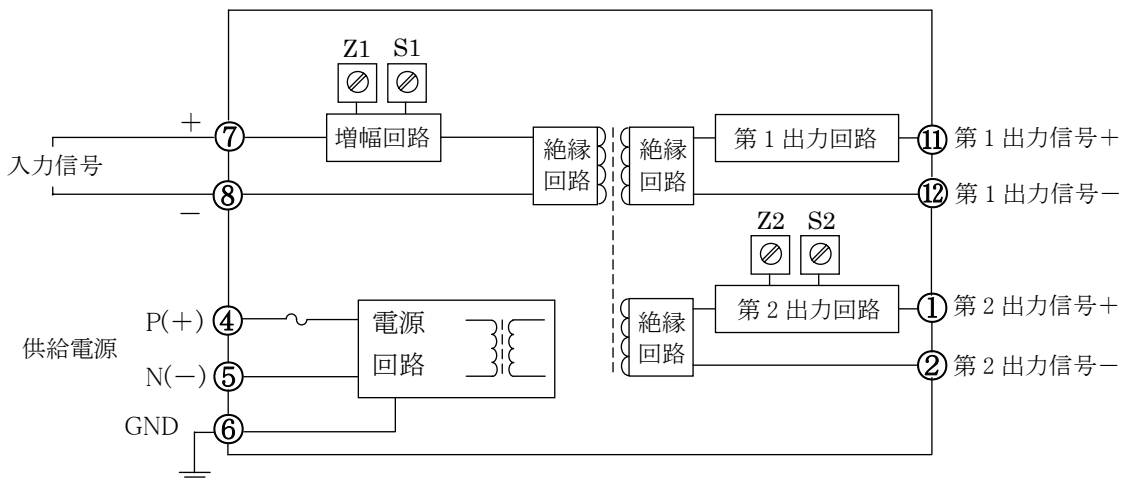 Z1 S1
+ ⑦ 増幅回路
入力信号
⑧
−
絶縁
回路
絶縁
回路
第1出力回路 ⑪ 第1出力信号+
⑫ 第1出力信号−
Z2 S2
絶縁
回路
第2出力回路 ① 第2出力信号+
② 第2出力信号−
供給電源
P(+) ④
N(−) ⑤
GND ⑥
電源
回路